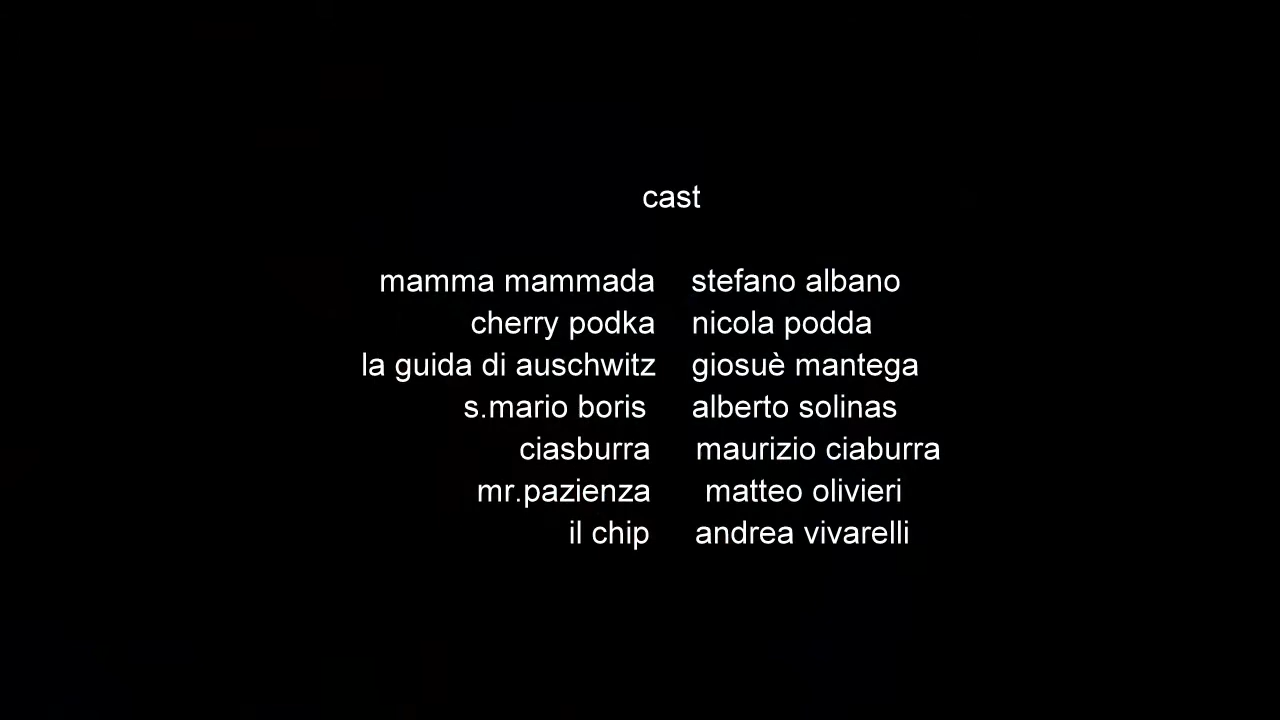 cast
mamma mammada stefano albano
cherry podka nicola podda
la guida di auschwitz giosuè mantega
s.mario boris alberto solinas
ciasburra maurizio ciaburra
mr.pazienza matteo olivieri
il chip andrea vivarelli